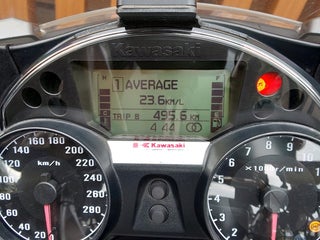 Kawasaki
H F
1 AVERAGE
23.6 KM/L
TRIP B 495.6 KM
4:44
C E
Kawasaki
20
40
60
80
100
120
140 160 180
200
220
240
260
280
km/h
2
3
4
5
6
7
8
9
10
x1000r/min